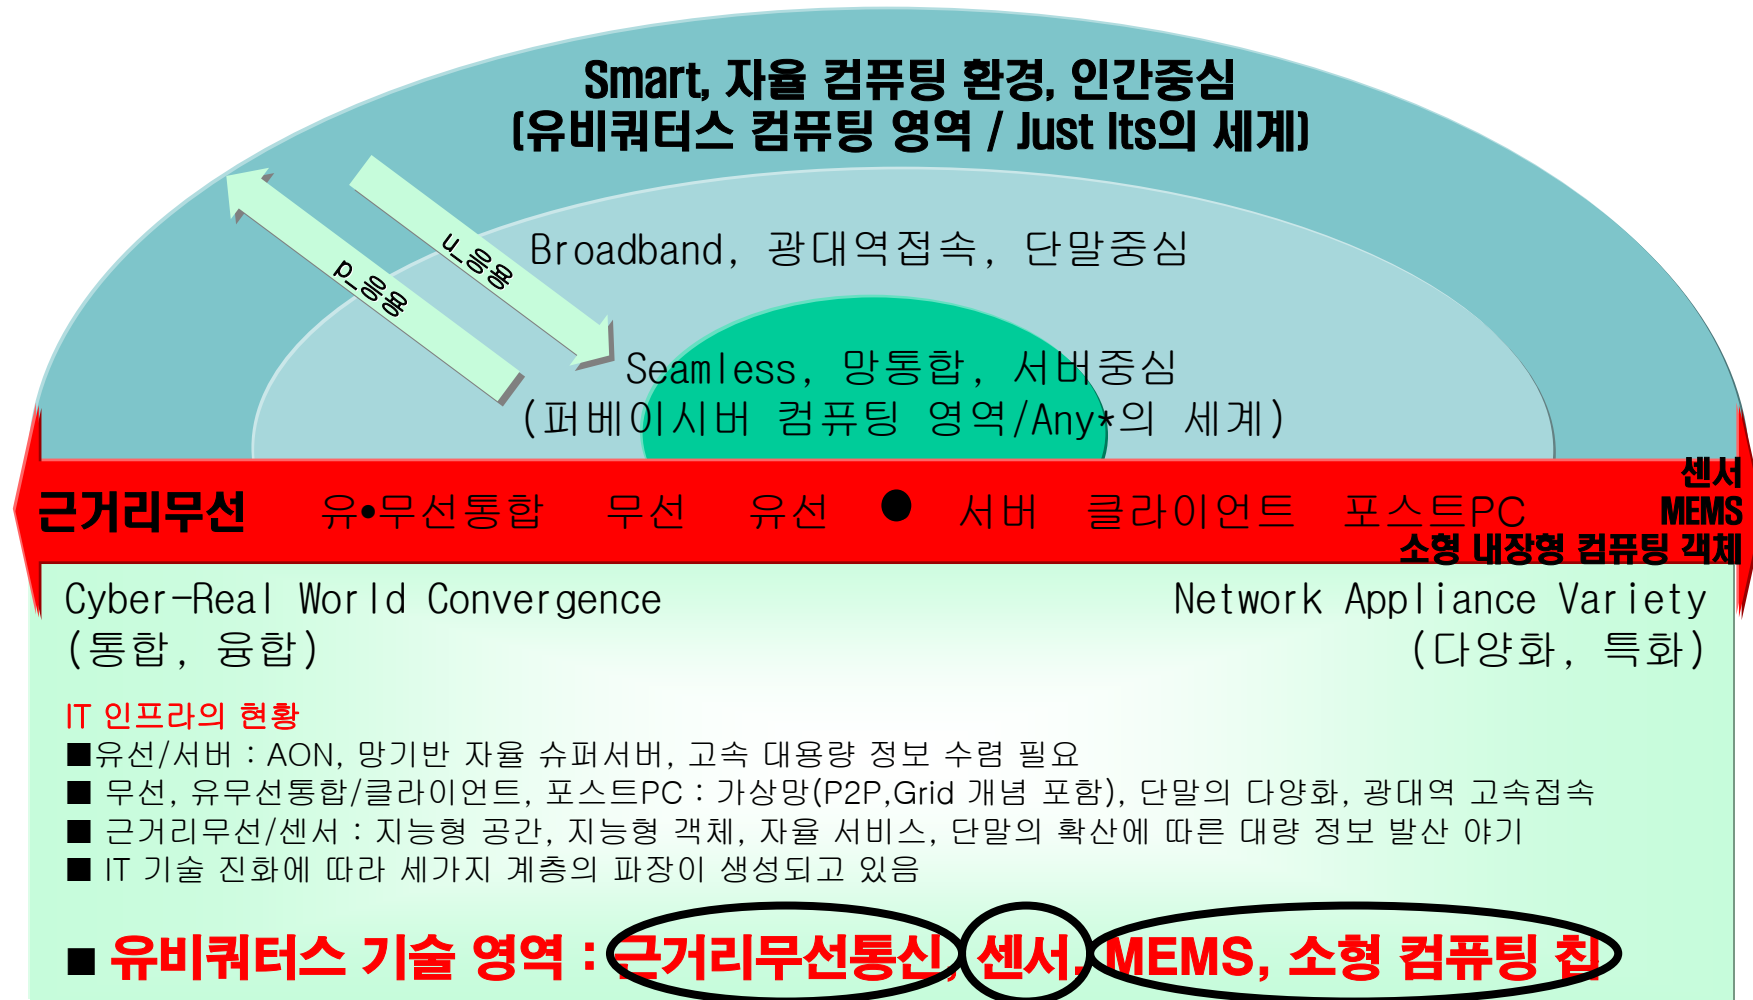 Smart, 자율 컴퓨팅 환경, 인간중심
(유비쿼터스 컴퓨팅 영역 / Just Its의 세계)
u_응용
p_응용
Broadband, 광대역접속, 단말중심
Seamless, 망통합, 서버중심
(퍼베이시버 컴퓨팅 영역/Any*의 세계)
근거리무선 유•무선통합 무선 유선 ● 서버 클라이언트 포스트PC
센서
MEMS
소형 내장형 컴퓨팅 객체
Cyber-Real World Convergence
(통합, 융합)
Network Appliance Variety
(다양화, 특화)
IT 인프라의 현황
■유선/서버 : AON, 망기반 자율 슈퍼서버, 고속 대용량 정보 수렴 필요
■ 무선, 유무선통합/클라이언트, 포스트PC : 가상망(P2P,Grid 개념 포함), 단말의 다양화, 광대역 고속접속
■ 근거리무선/센서 : 지능형 공간, 지능형 객체, 자율 서비스, 단말의 확산에 따른 대량 정보 발산 야기
■ IT 기술 진화에 따라 세가지 계층의 파장이 생성되고 있음
■ 유비쿼터스 기술 영역 : 근거리무선통신, 센서, MEMS, 소형 컴퓨팅 칩